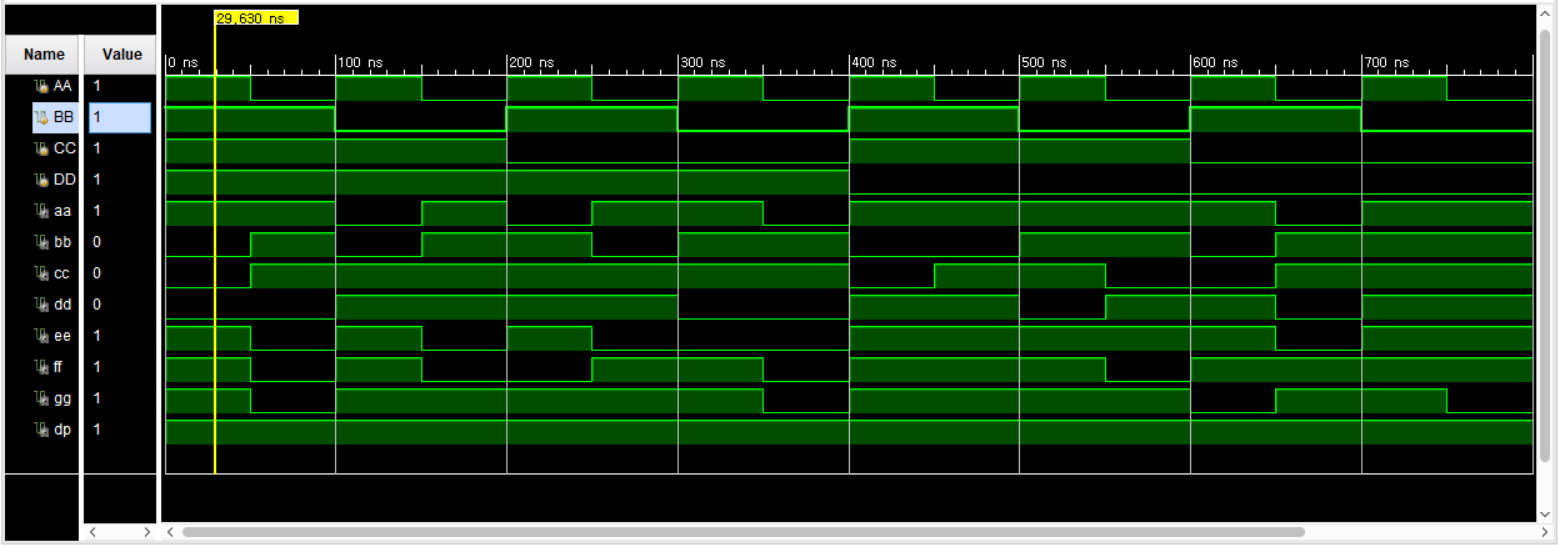 29,630 ns
Name Value
0 ns 100 ns 200 ns 300 ns 400 ns 500 ns 600 ns 700 ns
AA 1
BB 1
CC 1
DD 1
aa 1
bb 0
cc 0
dd 0
ee 1
ff 1
gg 1
dp 1